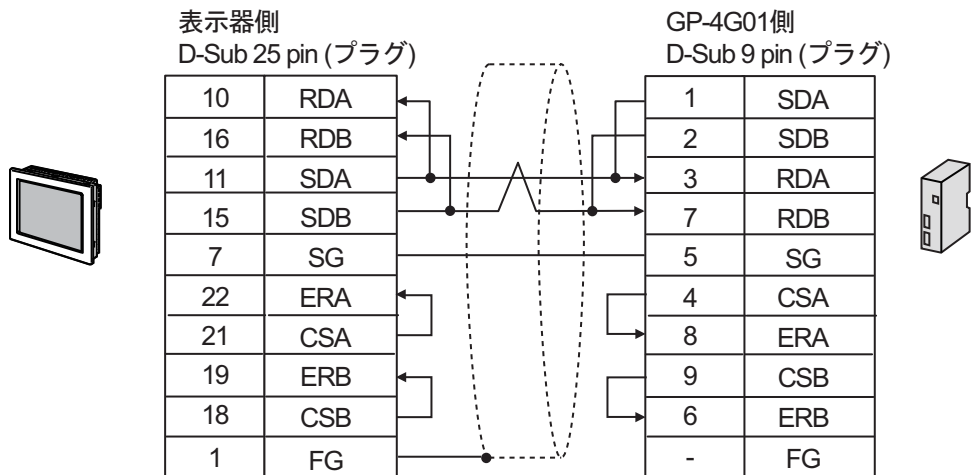 表示器側
D-Sub 25 pin (プラグ)
GP-4G01側
D-Sub 9 pin (プラグ)
10 RDA 1 SDA
16 RDB 2 SDB
11 SDA 3 RDA
15 SDB 7 RDB
7 SG 5 SG
22 ERA 4 CSA
21 CSA 8 ERA
19 ERB 9 CSB
18 CSB 6 ERB
1 FG - FG